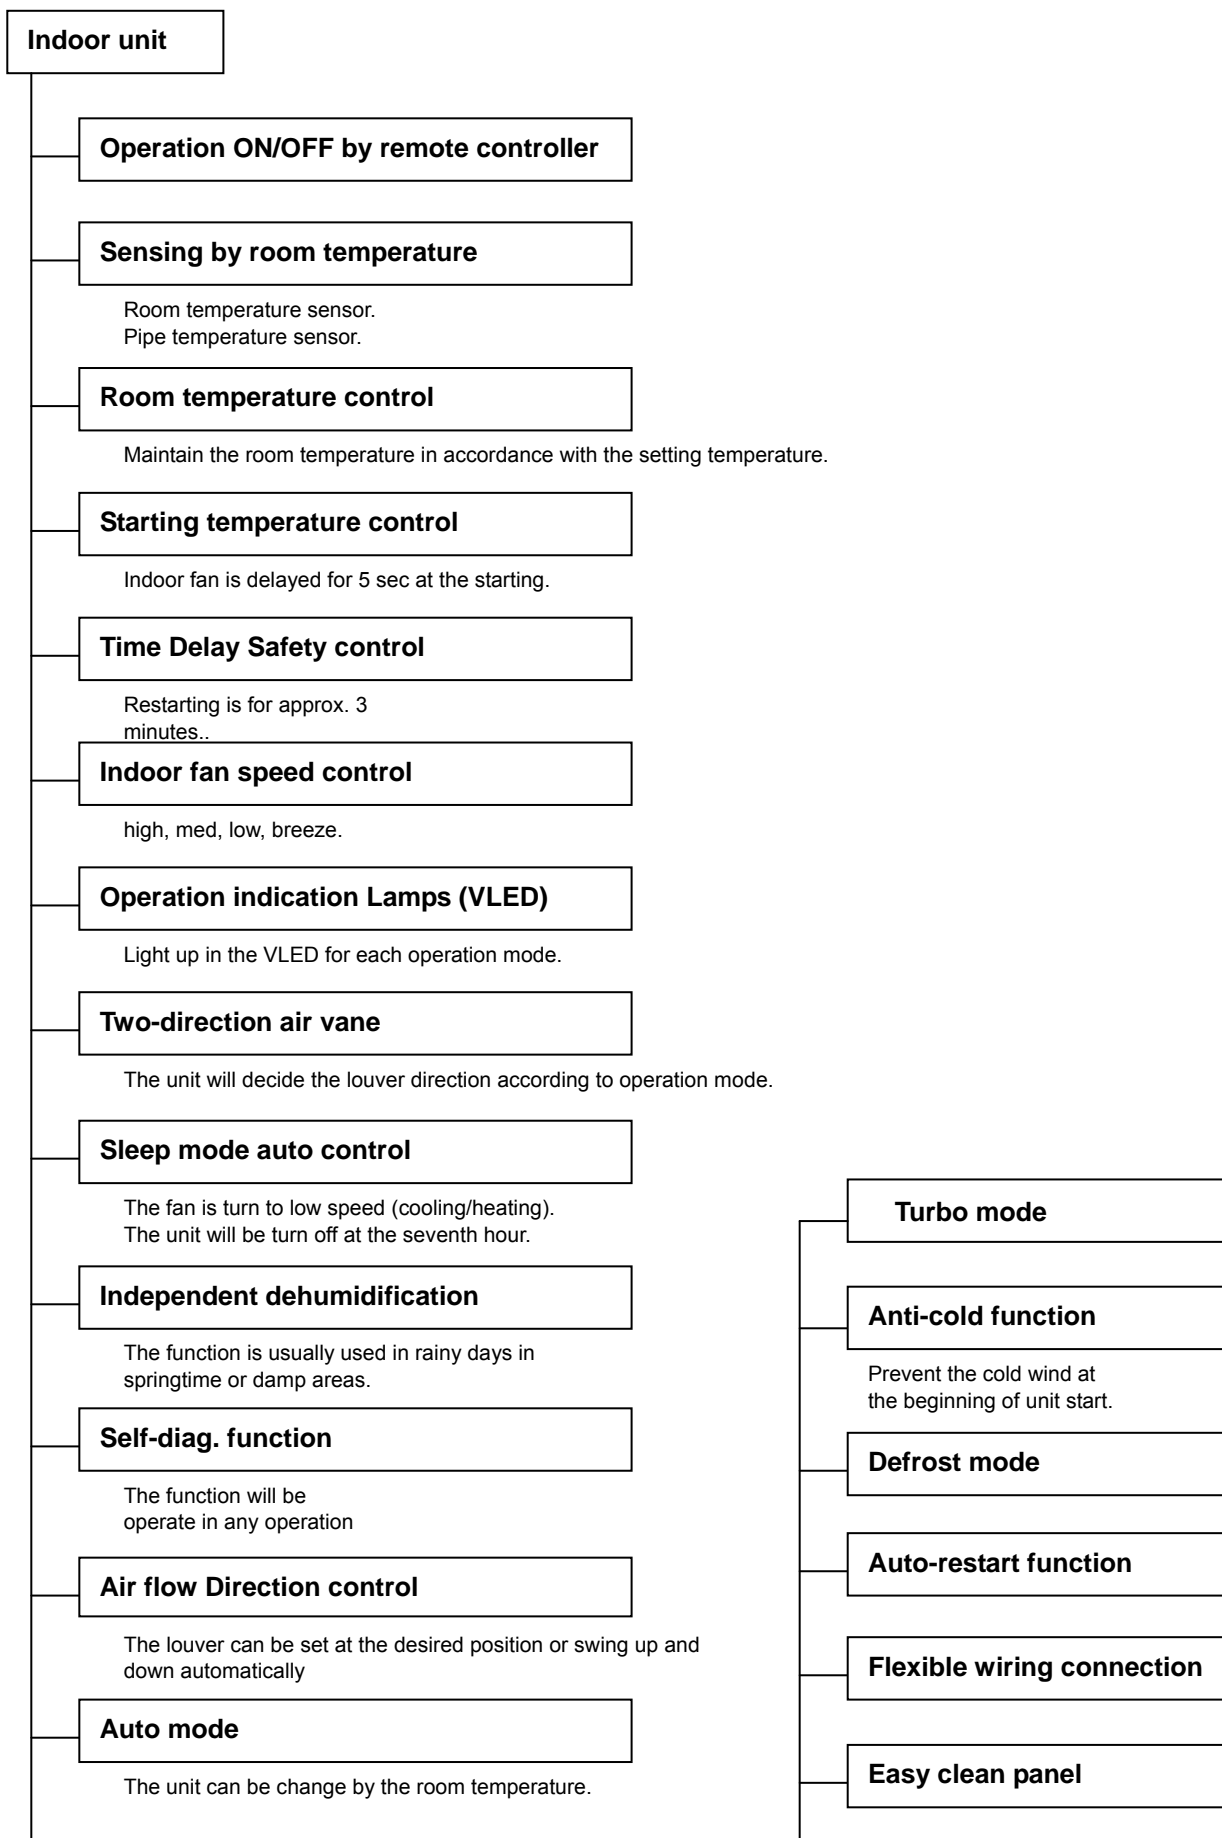 Indoor unit
Operation ON/OFF by remote controller
Sensing by room temperature
Room temperature sensor.
Pipe temperature sensor.
Room temperature control
Maintain the room temperature in accordance with the setting temperature.
Starting temperature control
Indoor fan is delayed for 5 sec at the starting.
Time Delay Safety control
Restarting is for approx. 3
minutes..
Indoor fan speed control
high, med, low, breeze.
Operation indication Lamps (VLED)
Light up in the VLED for each operation mode.
Two-direction air vane
The unit will decide the louver direction according to operation mode.
Sleep mode auto control
The fan is turn to low speed (cooling/heating).
The unit will be turn off at the seventh hour.
Independent dehumidification
The function is usually used in rainy days in
springtime or damp areas.
Self-diag. function
The function will be
operate in any operation
Air flow Direction control
The louver can be set at the desired position or swing up and
down automatically
Auto mode
The unit can be change by the room temperature.
Turbo mode
Anti-cold function
Prevent the cold wind at
the beginning of unit start.
Defrost mode
Auto-restart function
Flexible wiring connection
Easy clean panel